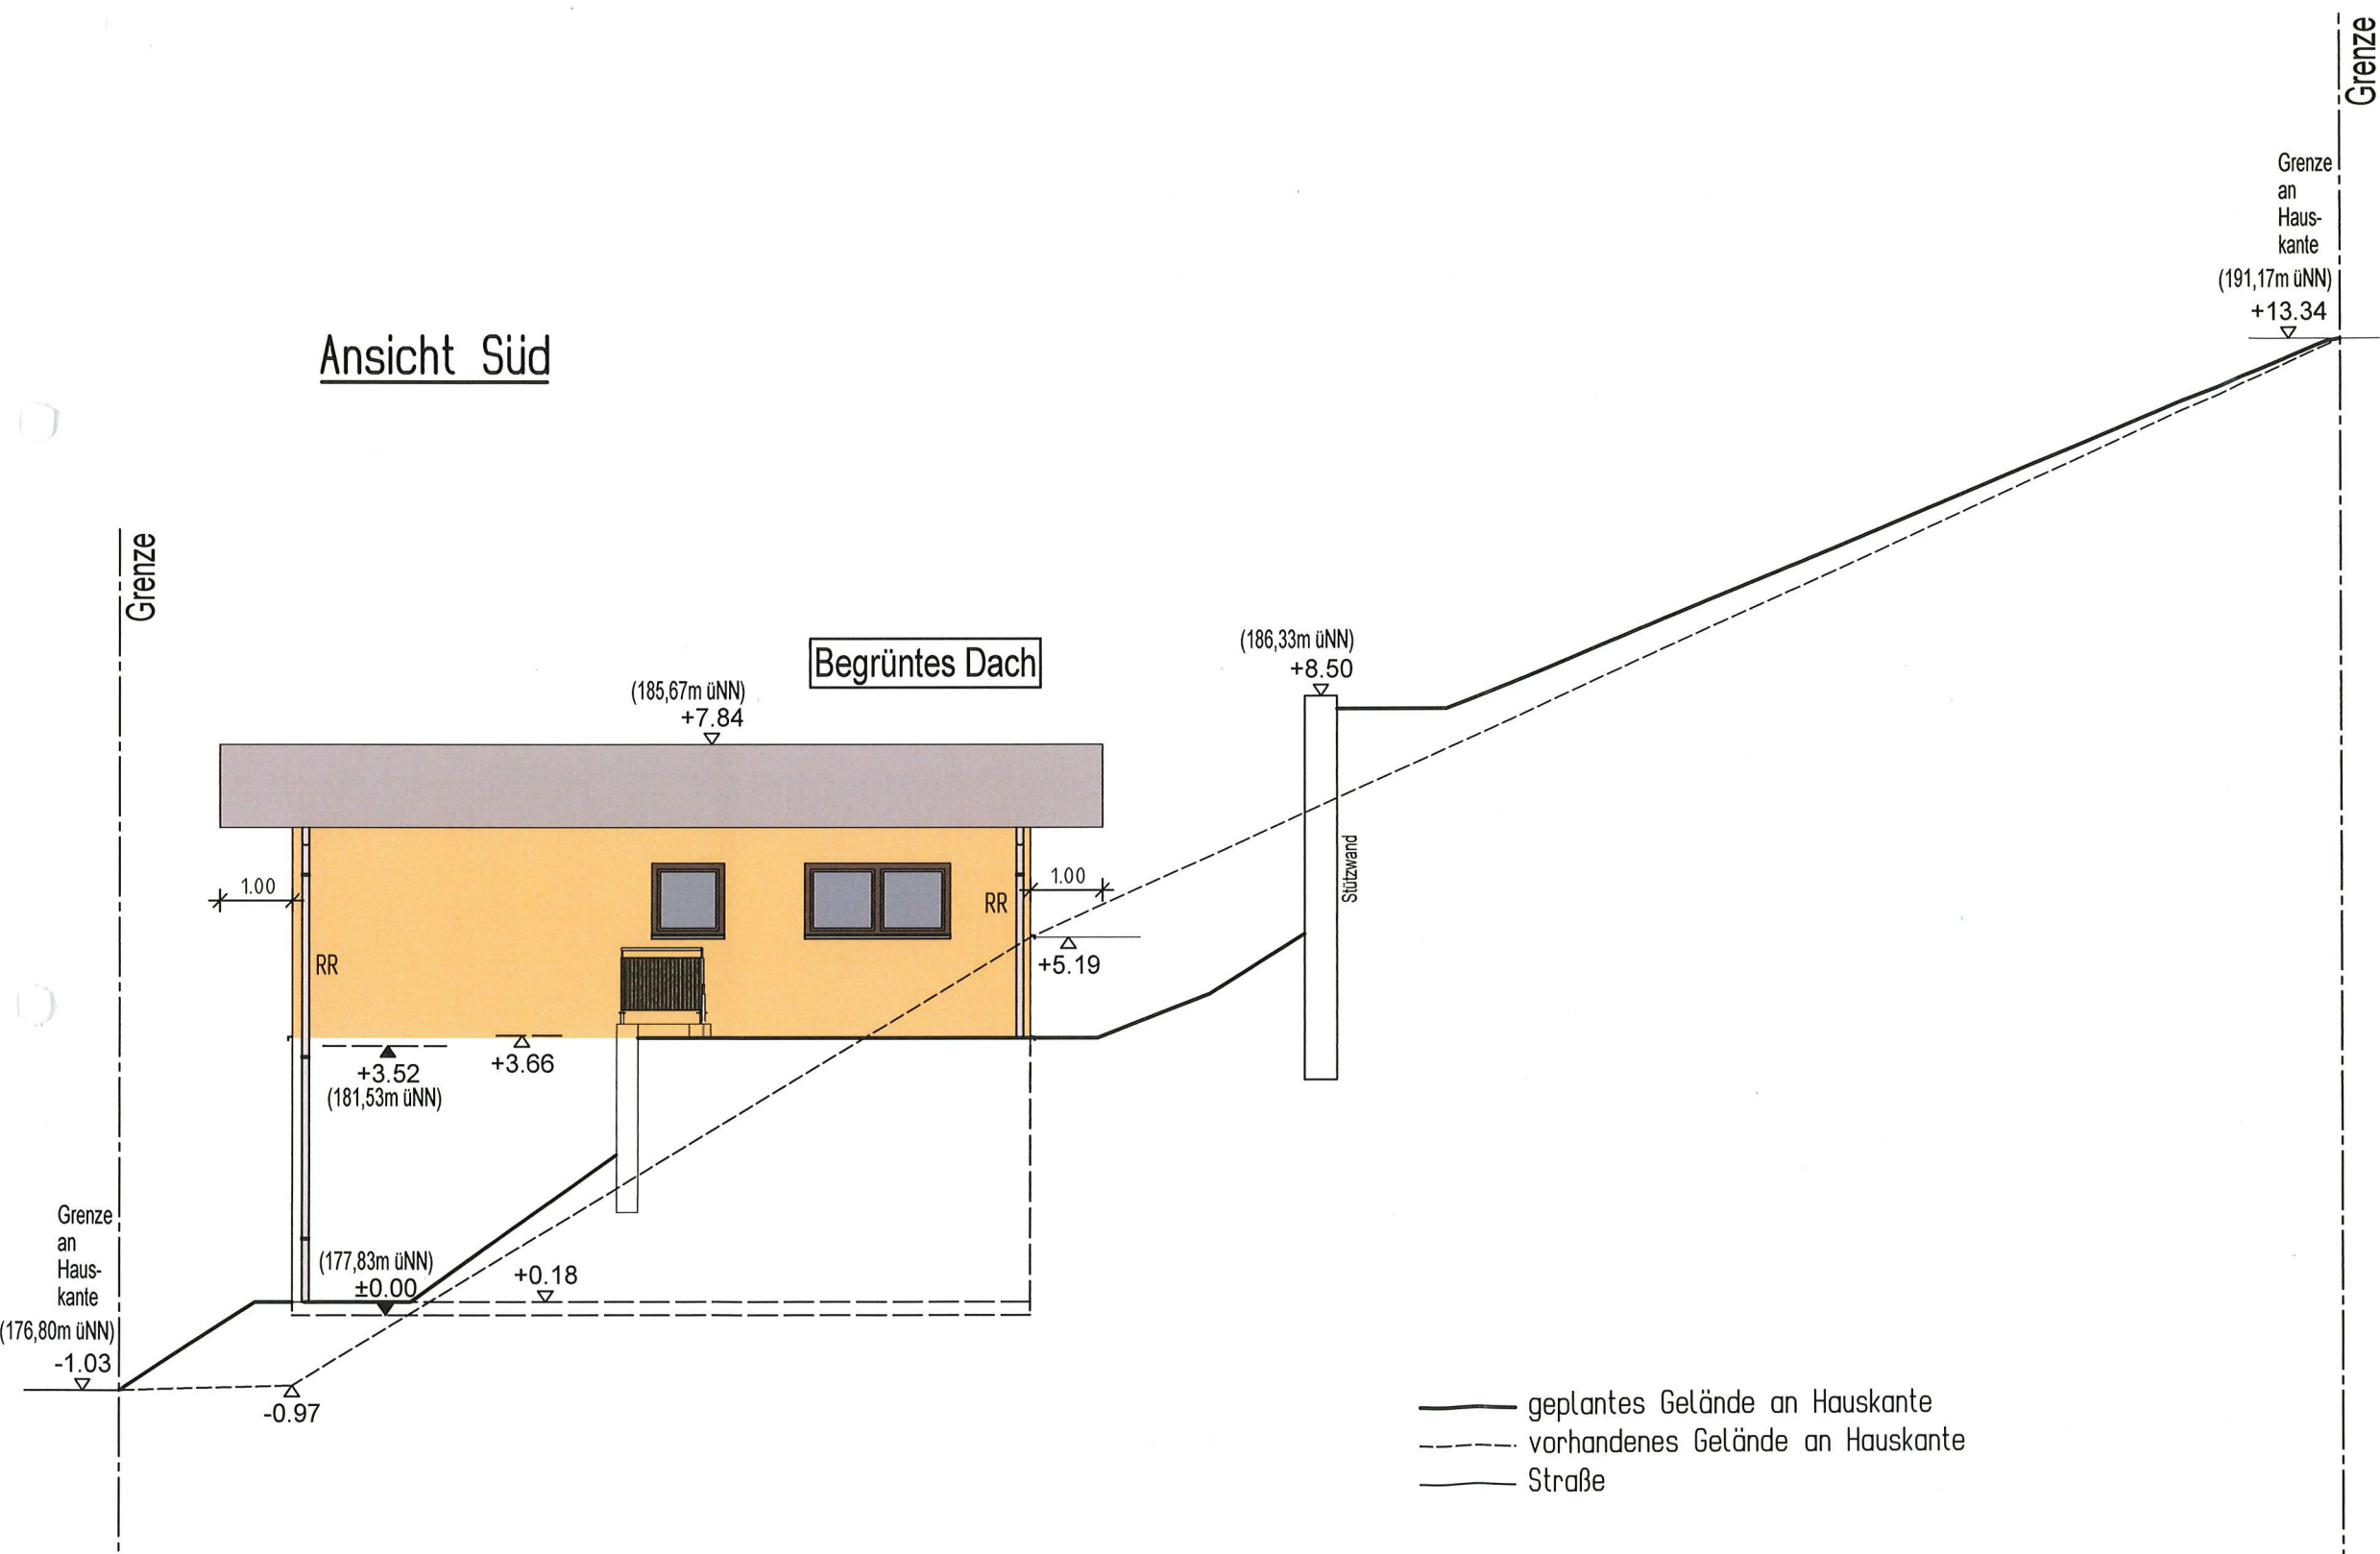 Grenze
Grenze
an
Haus-
kante
(191,17m üNN)
+13.34
Ansicht Süd
Grenze
Begrüntes Dach
(186,33m üNN)
+8.50
(185,67m üNN)
+7.84
Stützwand
1.00
1.00
RR
RR
+5.19
+3.66
+3.52
(181,53m üNN)
Grenze
an
Haus-
kante
(176,80m üNN)
-1.03
(177,83m üNN)
±0.00
+0.18
-0.97
geplantes Gelände an Hauskante
vorhandenes Gelände an Hauskante
Straße